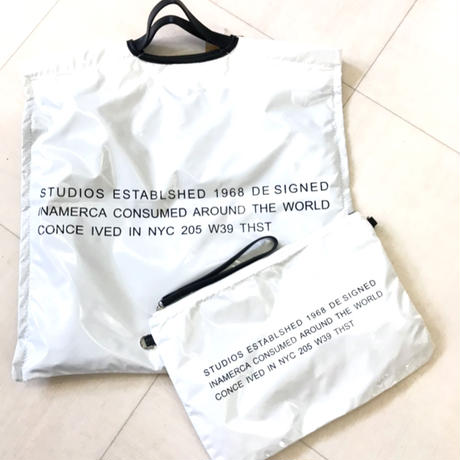 STUDIOS ESTABLSHED 1968 DE SIGNED
INAMERCA CONSUMED AROUND THE WORLD
CONCE IVED IN NYC 205 W39 THST
STUDIOS ESTABLSHED 1968 DE SIGNED
INAMERCA CONSUMED AROUND THE WORLD
CONCE IVED IN NYC 205 W39 THST